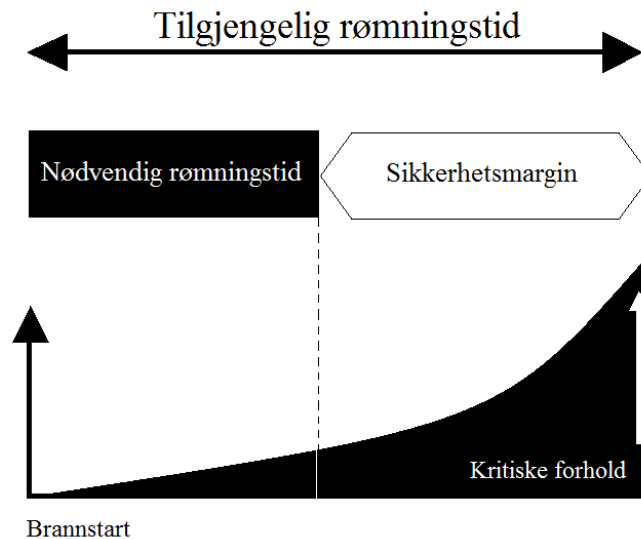 Tilgjengelig rømningstid
Nødvendig rømningstid
Sikkerhetsmargin
Kritiske forhold
Brannstart